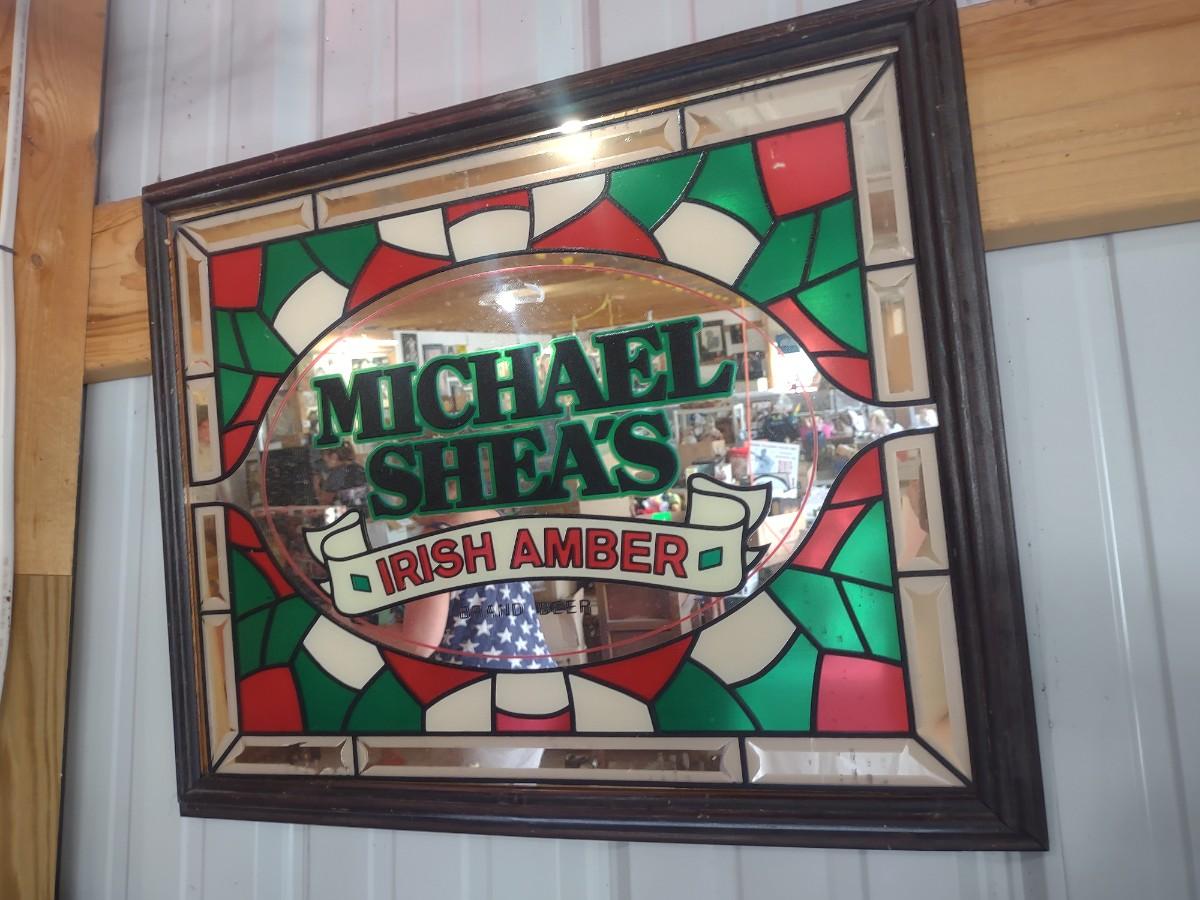 MICHAEL
SHEA'S
IRISH AMBER
BRAND BEER